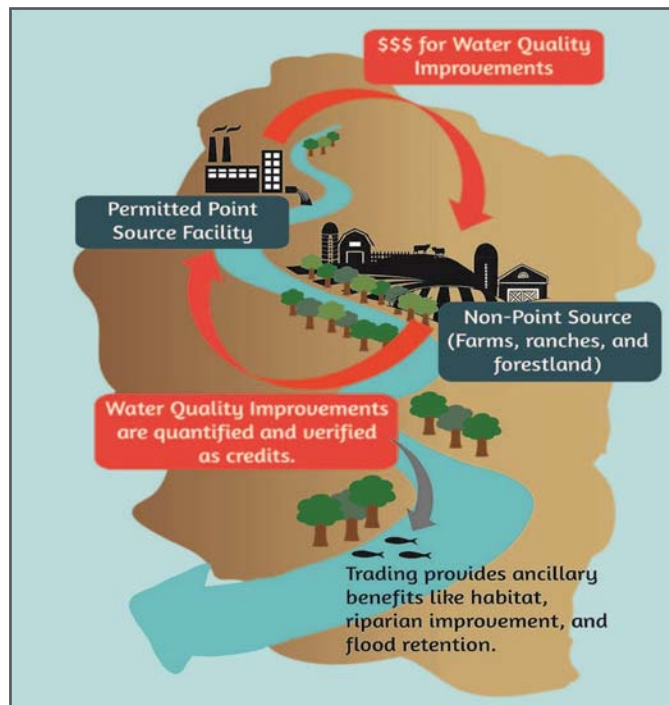 $$$ for Water Quality
Improvements
Permitted Point
Source Facility
Non-Point Source
(Farms, ranches, and
forestland)
Water Quality Improvements
are quantified and verified
as credits.
Trading provides ancillary
benefits like habitat,
riparian improvement, and
flood retention.